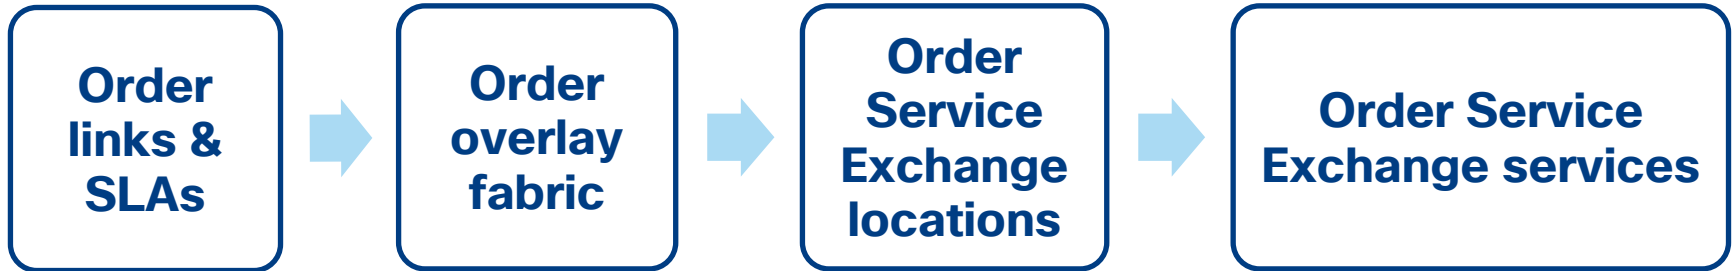 Order
links &
SLAs
Order
overlay
fabric
Order
Service
Exchange
locations
Order Service
Exchange services